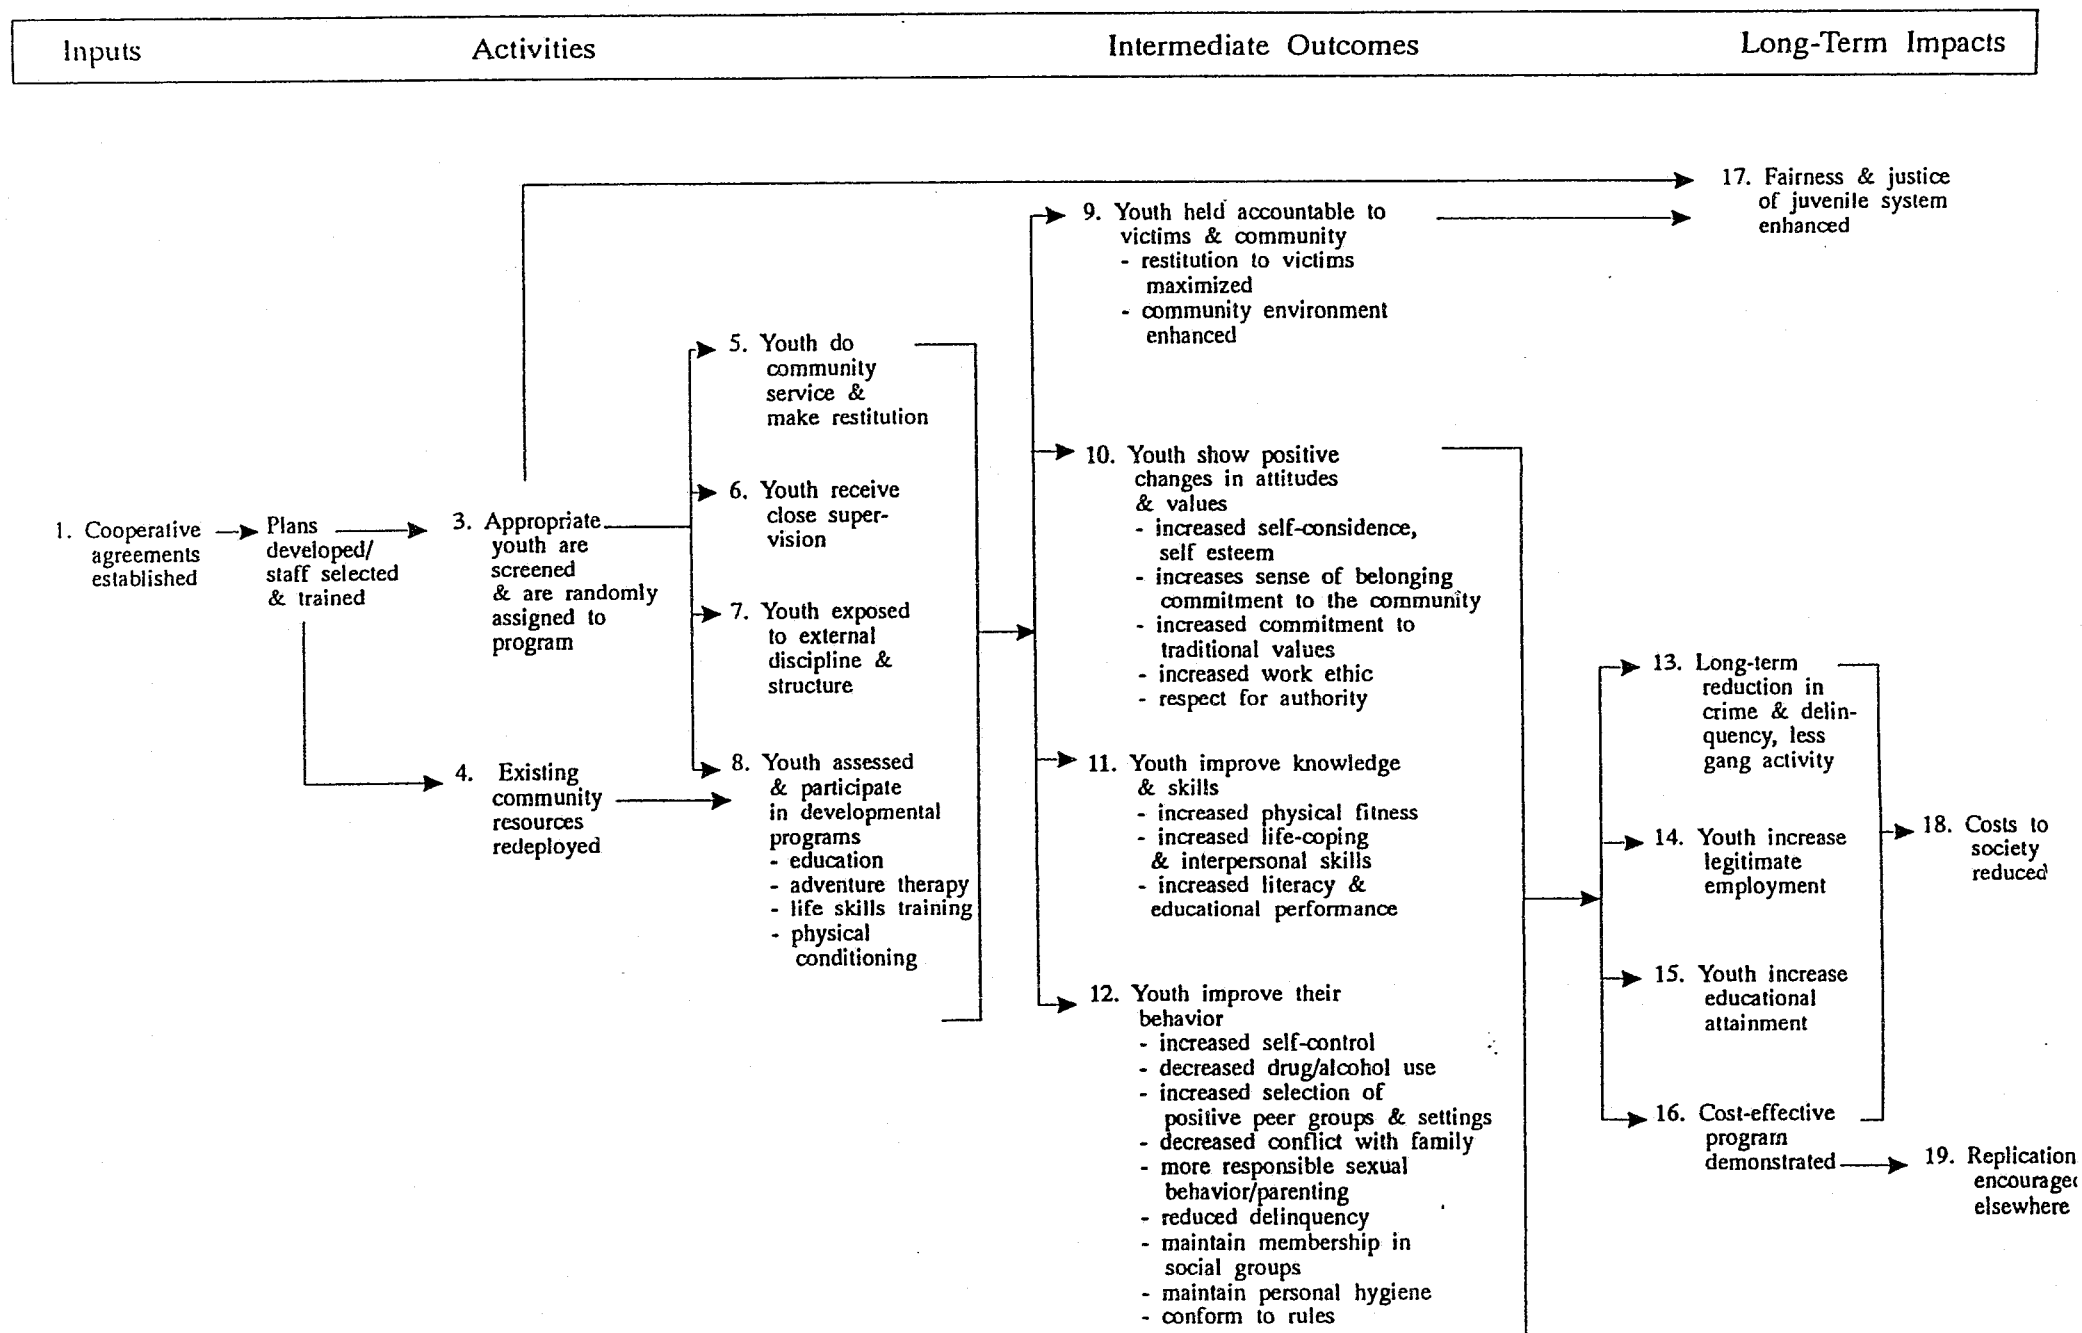 Inputs
Activities
Intermediate Outcomes
Long-Term Impacts
1. Cooperative
agreements
established
Plans
developed/
staff selected
& trained
3. Appropriate
youth are
screened
& are randomly
assigned to
program
4. Existing
community
resources
redeployed
5. Youth do
community
service &
make restitution
6. Youth receive
close super-
vision
7. Youth exposed
to external
discipline &
structure
8. Youth assessed
& participate
in developmental
programs
- education
- adventure therapy
- life skills training
- physical
conditioning
9. Youth held accountable to
victims & community
- restitution to victims
maximized
- community environment
enhanced
10. Youth show positive
changes in attitudes
& values
- increased self-considence,
self esteem
- increases sense of belonging
commitment to the community
- increased commitment to
traditional values
- increased work ethic
- respect for authority
11. Youth improve knowledge
& skills
- increased physical fitness
- increased life-coping
& interpersonal skills
- increased literacy &
educational performance
12. Youth improve their
behavior
- increased self-control
- decreased drug/alcohol use
- increased selection of
positive peer groups & settings
- decreased conflict with family
- more responsible sexual
behavior/parenting
- reduced delinquency
- maintain membership in
social groups
- maintain personal hygiene
- conform to rules
17. Fairness & justice
of juvenile system
enhanced
13. Long-term
reduction in
crime & delin-
quency, less
gang activity
14. Youth increase
legitimate
employment
15. Youth increase
educational
attainment
16. Cost-effective
program
demonstrated
18. Costs to
society
reduced
19. Replication
encouraged
elsewhere